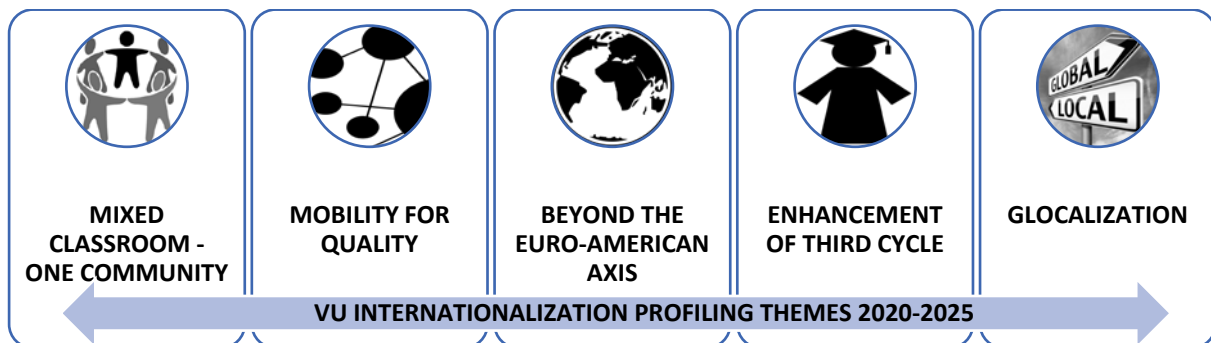 GLOBAL
LOCAL
MIXED
CLASSROOM -
ONE COMMUNITY
MOBILITY FOR
QUALITY
BEYOND THE
EURO-AMERICAN
AXIS
ENHANCEMENT
OF THIRD CYCLE
GLOCALIZATION
VU INTERNATIONALIZATION PROFILING THEMES 2020-2025